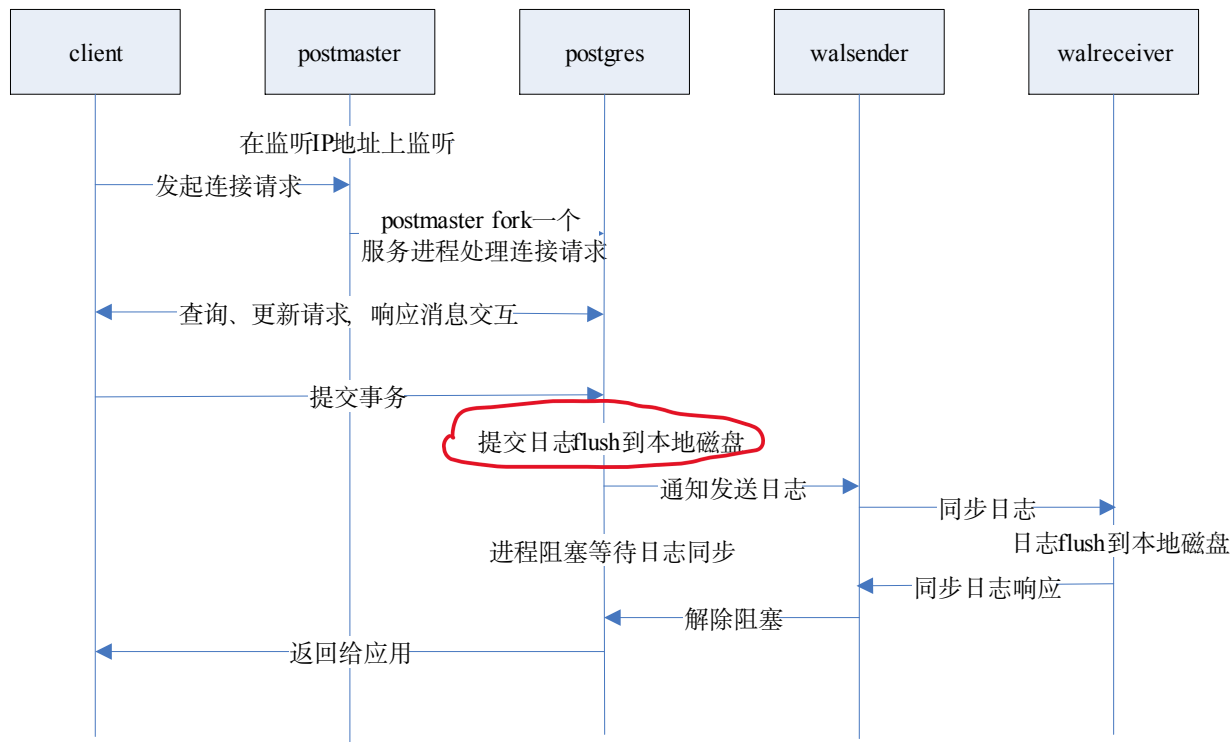 client
postmaster
postgres
walsender
walreceiver
在监听IP地址上监听
发起连接请求
postmaster fork一个
服务进程处理连接请求
查询、更新请求，响应消息交互
提交事务
提交日志flush到本地磁盘
通知发送日志
同步日志
进程阻塞等待日志同步
日志flush到本地磁盘
同步日志响应
解除阻塞
返回给应用